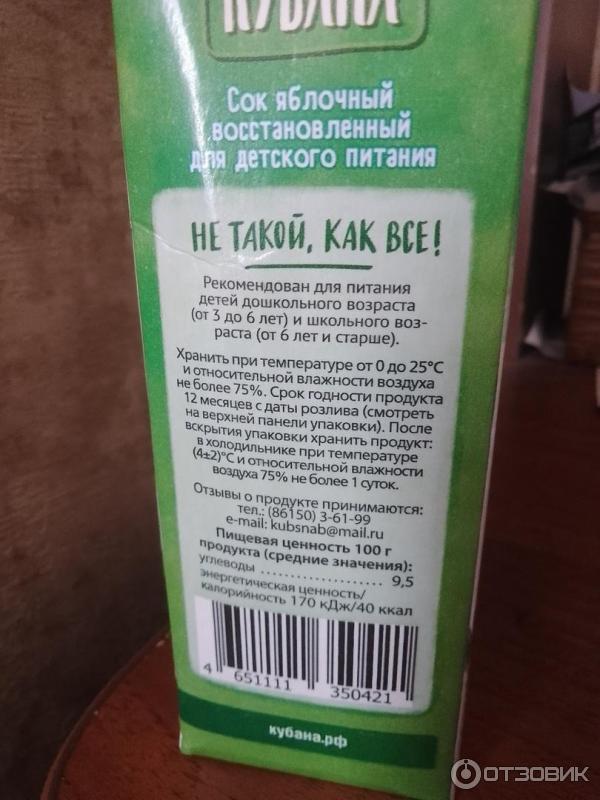 КУБАНА
Сок яблочный
восстановленный
для детского питания
НЕ ТАКОЙ, КАК ВСЕ!
Рекомендован для питания
детей дошкольного возраста
(от 3 до 6 лет) и школьного воз-
раста (от 6 лет и старше).
Хранить при температуре от 0 до 25°С
и относительной влажности воздуха
не более 75%. Срок годности продукта
12 месяцев с даты розлива (смотреть
на верхней панели упаковки). После
вскрытия упаковки хранить продукт:
в холодильнике при температуре
(4±2)°С и относительной влажности
воздуха 75% не более 1 суток.
Отзывы о продукте принимаются:
тел.: (86150) 3-61-99
e-mail: kubsnab@mail.ru
Пищевая ценность 100 г
продукта (средние значения):
углеводы ........................ 9,5
энергетическая ценность/
калорийность 170 кДж/40 ккал
4 651111 350421
кубана.рф
ОТЗОВИК